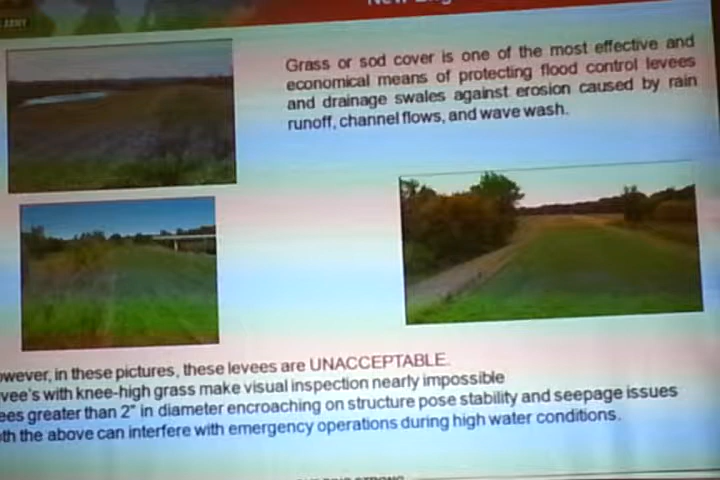 ARMY
New Eng
Grass or sod cover is one of the most effective and
economical means of protecting flood control levees
and drainage swales against erosion caused by rain
runoff, channel flows, and wave wash.
owever, in these pictures, these levees are UNACCEPTABLE.
vee's with knee-high grass make visual inspection nearly impossible
ees greater than 2" in diameter encroaching on structure pose stability and seepage issues
th the above can interfere with emergency operations during high water conditions.